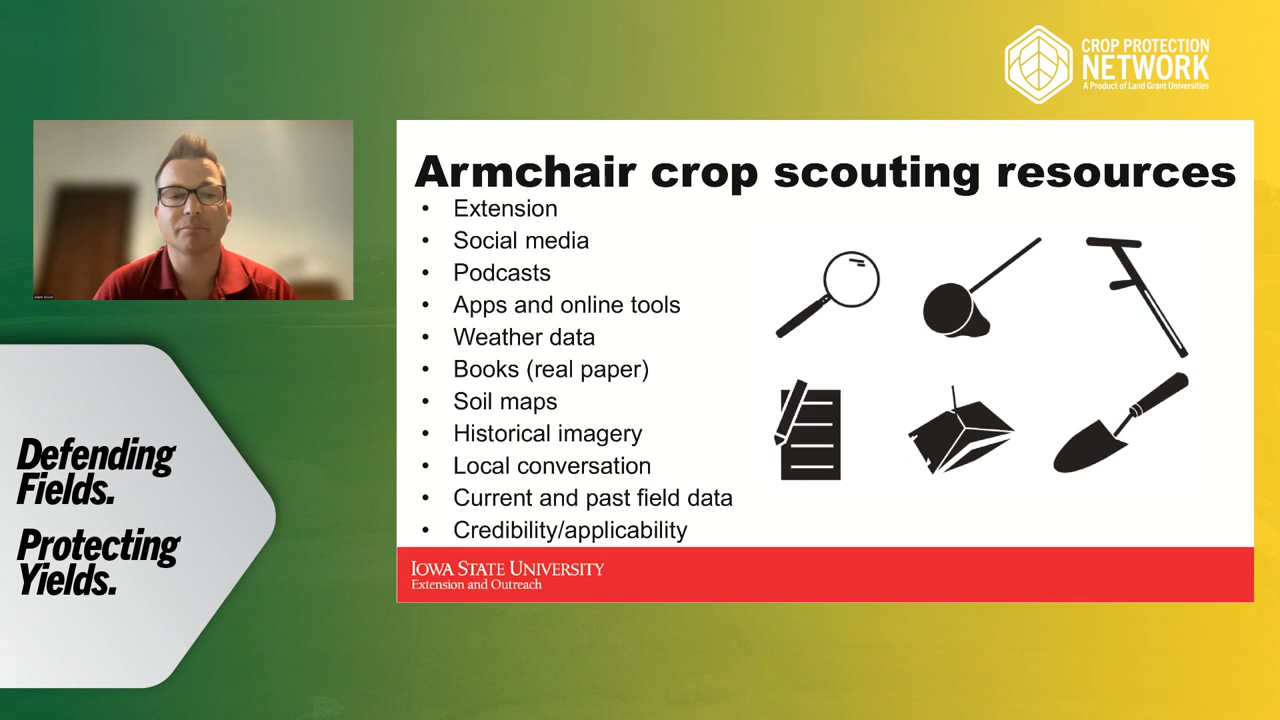 CROP PROTECTION
NETWORK
A Product of Land Grant Universities
Armchair crop scouting resources
• Extension
• Social media
• Podcasts
• Apps and online tools
• Weather data
• Books (real paper)
• Soil maps
• Historical imagery
• Local conversation
• Current and past field data
• Credibility/applicability
IOWA STATE UNIVERSITY
Extension and Outreach
Defending
Fields.
Protecting
Yields.